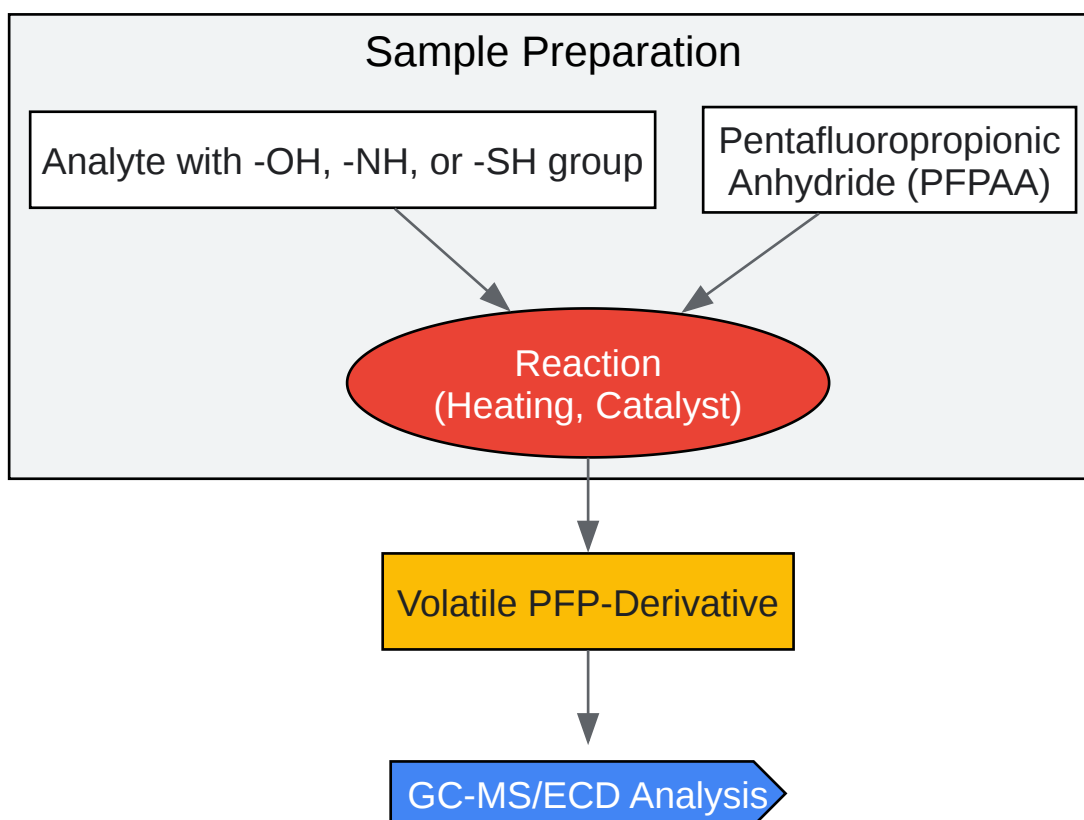 Sample Preparation
Analyte with -OH, -NH, or -SH group
Pentafluoropropionic
Anhydride (PFPAA)
Reaction
(Heating, Catalyst)
Volatile PFP-Derivative
GC-MS/ECD Analysis